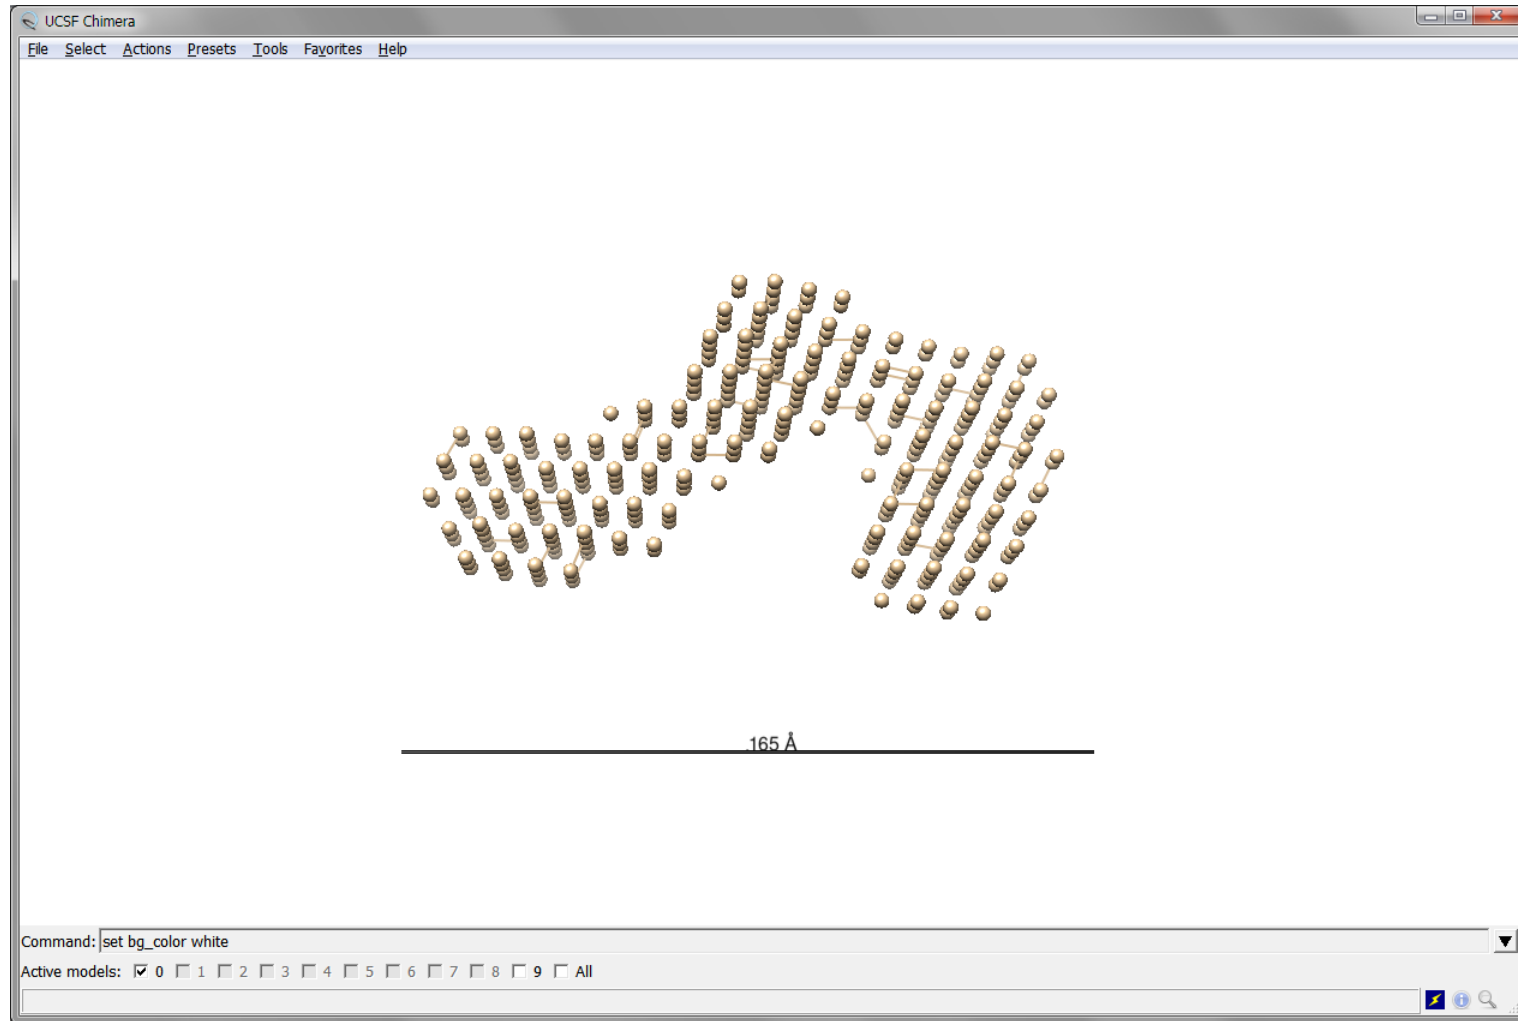 UCSF Chimera
File Select Actions Presets Tools Favorites Help
165 Å
Command: set bg_color white
Active models: 0 1 2 3 4 5 6 7 8 9 All